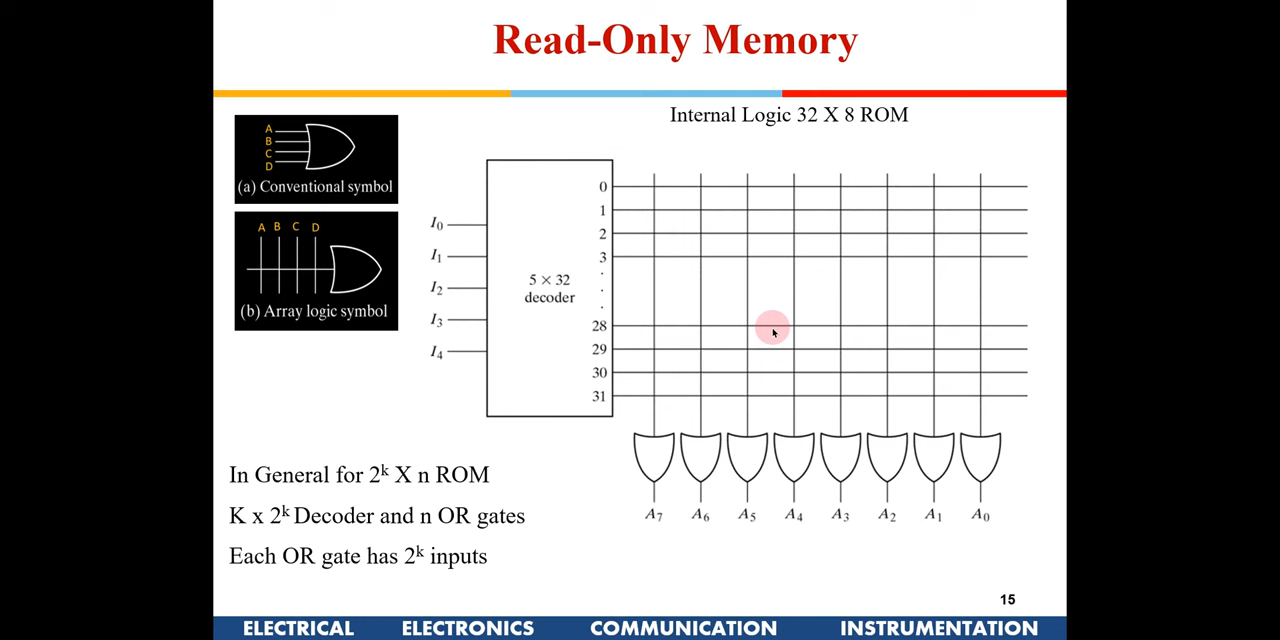 Read-Only Memory
Internal Logic 32 X 8 ROM
A
B
C
D
(a) Conventional symbol
A B C D
(b) Array logic symbol
I₀
I₁
I₂
I₃
I₄
5 × 32
decoder
0
1
2
3
.
.
.
28
29
30
31
A₇ A₆ A₅ A₄ A₃ A₂ A₁ A₀
In General for 2ᵏ X n ROM
K x 2ᵏ Decoder and n OR gates
Each OR gate has 2ᵏ inputs
15
ELECTRICAL ELECTRONICS COMMUNICATION INSTRUMENTATION